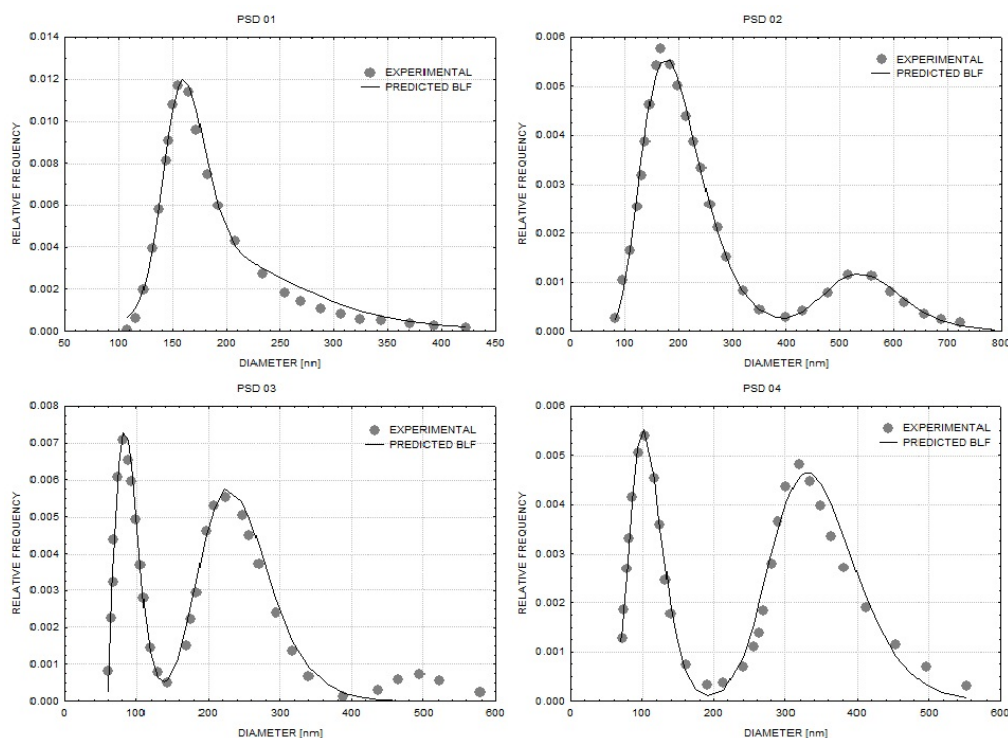 PSD 01
0.014
0.012
0.010
0.008
0.006
0.004
0.002
0.000
RELATIVE FREQUENCY
EXPERIMENTAL
PREDICTED BLF
50 100 150 200 250 300 350 400 450
DIAMETER [nm]
PSD 02
0.006
0.005
0.004
0.003
0.002
0.001
0.000
RELATIVE FREQUENCY
EXPERIMENTAL
PREDICTED BLF
0 100 200 300 400 500 600 700 800
DIAMETER [nm]
PSD 03
0.008
0.007
0.006
0.005
0.004
0.003
0.002
0.001
0.000
RELATIVE FREQUENCY
EXPERIMENTAL
PREDICTED BLF
0 100 200 300 400 500 600
DIAMETER [nm]
PSD 04
0.006
0.005
0.004
0.003
0.002
0.001
0.000
RELATIVE FREQUENCY
EXPERIMENTAL
PREDICTED BLF
0 100 200 300 400 500 600
DIAMETER [nm]